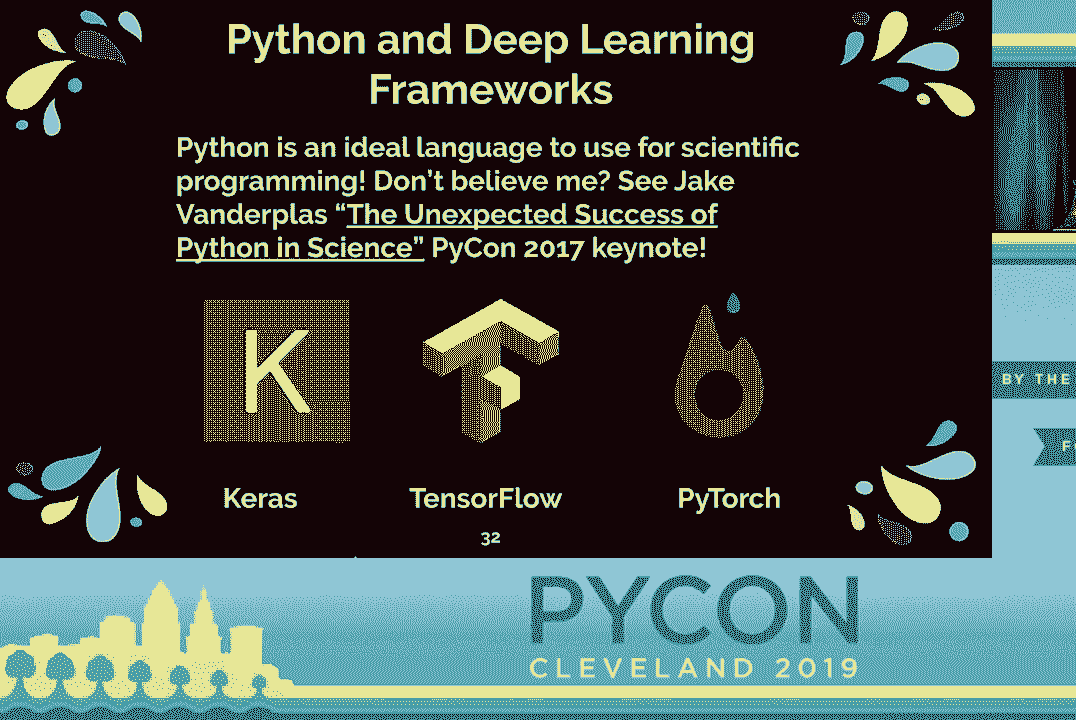 Python and Deep Learning
Frameworks
Python is an ideal language to use for scientific
programming! Don't believe me? See Jake
Vanderplas “The Unexpected Success of
Python in Science” PyCon 2017 keynote!
K
Keras
TensorFlow
PyTorch
32
BY THE
PYCON
CLEVELAND 2019